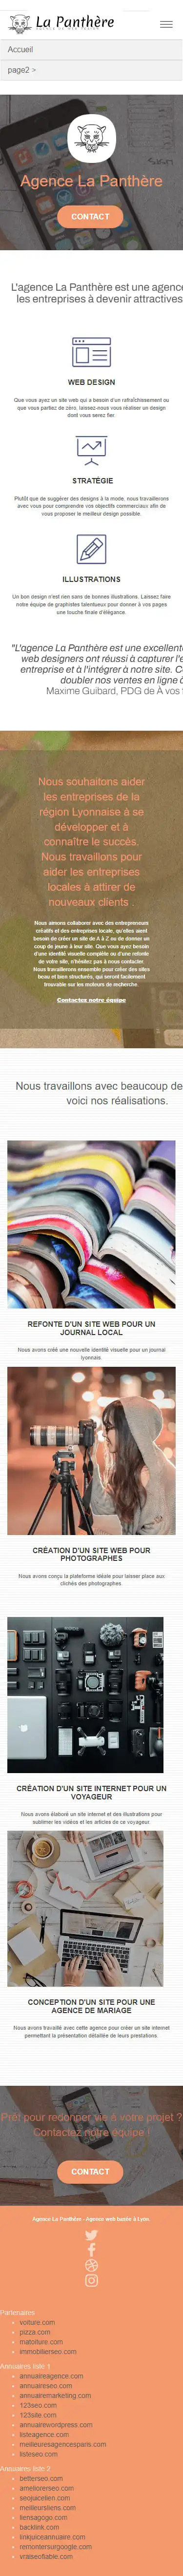 La Panthère
Accueil
page2 >
Agence La Panthère
CONTACT
L'agence La Panthère est une agenc
les entreprises à devenir attractives
WEB DESIGN
Que vous ayez un site web qui a besoin d'un rafraîchissement ou
que vous partiez de zéro, laissez-nous vous réaliser un design
dont vous serez fier.
STRATÉGIE
Plutôt que de suggérer des designs à la mode, nous travaillerons
avec vous pour comprendre vos objectifs commerciaux afin de
vous proposer le meilleur design possible.
ILLUSTRATIONS
Un bon design n'est rien sans de bonnes illustrations. Laissez faire
notre équipe de graphistes talentueux pour donner à vos pages
une touche finale d'élégance.
"L'agence La Panthère est une excellente
web designers ont réussi à capturer l'e
entreprise et à l'intégrer à notre site. C
doubler nos ventes en ligne à
Maxime Guibard, PDG de À vos
Nous souhaitons aider
les entreprises de la
région Lyonnaise à se
développer et à
connaître le succès.
Nous travaillons pour
aider les entreprises
locales à attirer de
nouveaux clients
Nous aimons collaborer avec des entrepreneurs
créatifs et des entreprises locale, qu'elles aient
besoin de créer un site de A à Z ou de donner un
coup de jeune à leur site. Que vous ayez besoin
d'une identité visuelle complète ou d'une refonte
de votre site, n'hésitez pas à nous contacter.
Nous travaillerons ensemble pour créer des sites
beau et bien structurés, qui seront facilement
trouvable sur les moteurs de recherche.
Contactez notre équipe
Nous travaillons avec beaucoup de
voici nos réalisations.
REFONTE D'UN SITE WEB POUR UN
JOURNAL LOCAL
Nous avons créé une nouvelle identité visuelle pour un journal
lyonnais.
CRÉATION D'UN SITE WEB POUR
PHOTOGRAPHES
Nous avons conçu la plateforme idéale pour laisser place aux
clichés des photographes.
CRÉATION D'UN SITE INTERNET POUR UN
VOYAGEUR
Nous avons élaboré un site internet et des illustrations pour
sublimer les vidéos et les articles de ce voyageur.
CONCEPTION D'UN SITE POUR UNE
AGENCE DE MARIAGE
Nous avons travaillé avec cette agence pour créer un site internet
permettant la présentation détaillée de leurs prestations.
Prêt pour redonner vie à votre projet ?
Contactez notre équipe !
CONTACT
Agence La Panthère - Agence web basée à Lyon.
Partenaires
voiture.com
pizza.com
matoiture.com
immobilierseo.com
Annuaires liste 1
annuaireagence.com
annuaireseo.com
annuairemarketing.com
123seo.com
123site.com
annuairewordpress.com
listeagence.com
meilleuresagencesparis.com
listeseo.com
Annuaires liste 2
betterseo.com
ameliorerseo.com
seojuicelien.com
meilleursliens.com
liensagogo.com
backlink.com
linkjuiceannuaire.com
remontersurgoogle.com
vraiseofiable.com